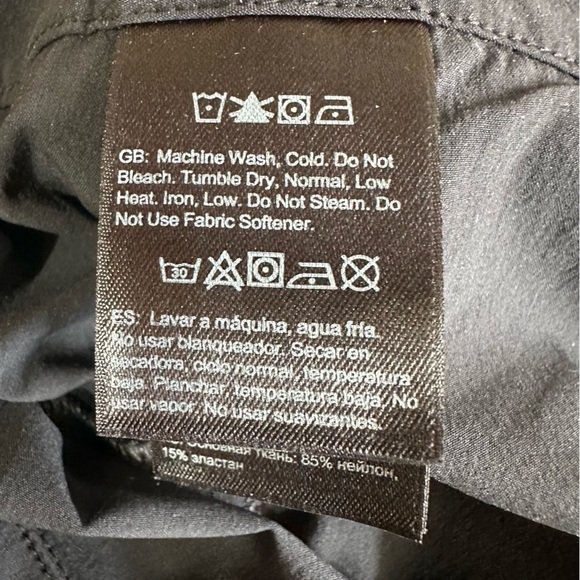 GB: Machine Wash, Cold. Do Not
Bleach. Tumble Dry, Normal, Low
Heat. Iron, Low. Do Not Steam. Do
Not Use Fabric Softener.
30
ES: Lavar a máquina, agua fría.
No usar blanqueador. Secar en
secadora, ciclo normal, temperatura
baja. Planchar, temperatura baja. No
usar vapor. No usar suavizantes.
Основная ткань: 85% нейлон,
15% эластан